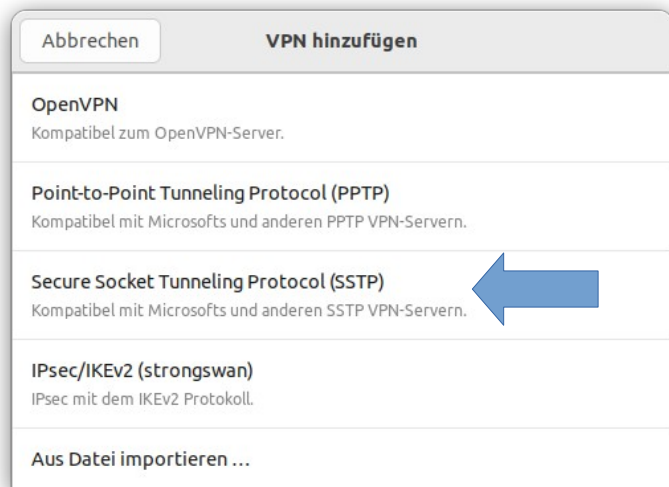 Abbrechen
VPN hinzufügen
OpenVPN
Kompatibel zum OpenVPN-Server.
Point-to-Point Tunneling Protocol (PPTP)
Kompatibel mit Microsofts und anderen PPTP VPN-Servern.
Secure Socket Tunneling Protocol (SSTP)
Kompatibel mit Microsofts und anderen SSTP VPN-Servern.
IPsec/IKEv2 (strongswan)
IPsec mit dem IKEv2 Protokoll.
Aus Datei importieren …